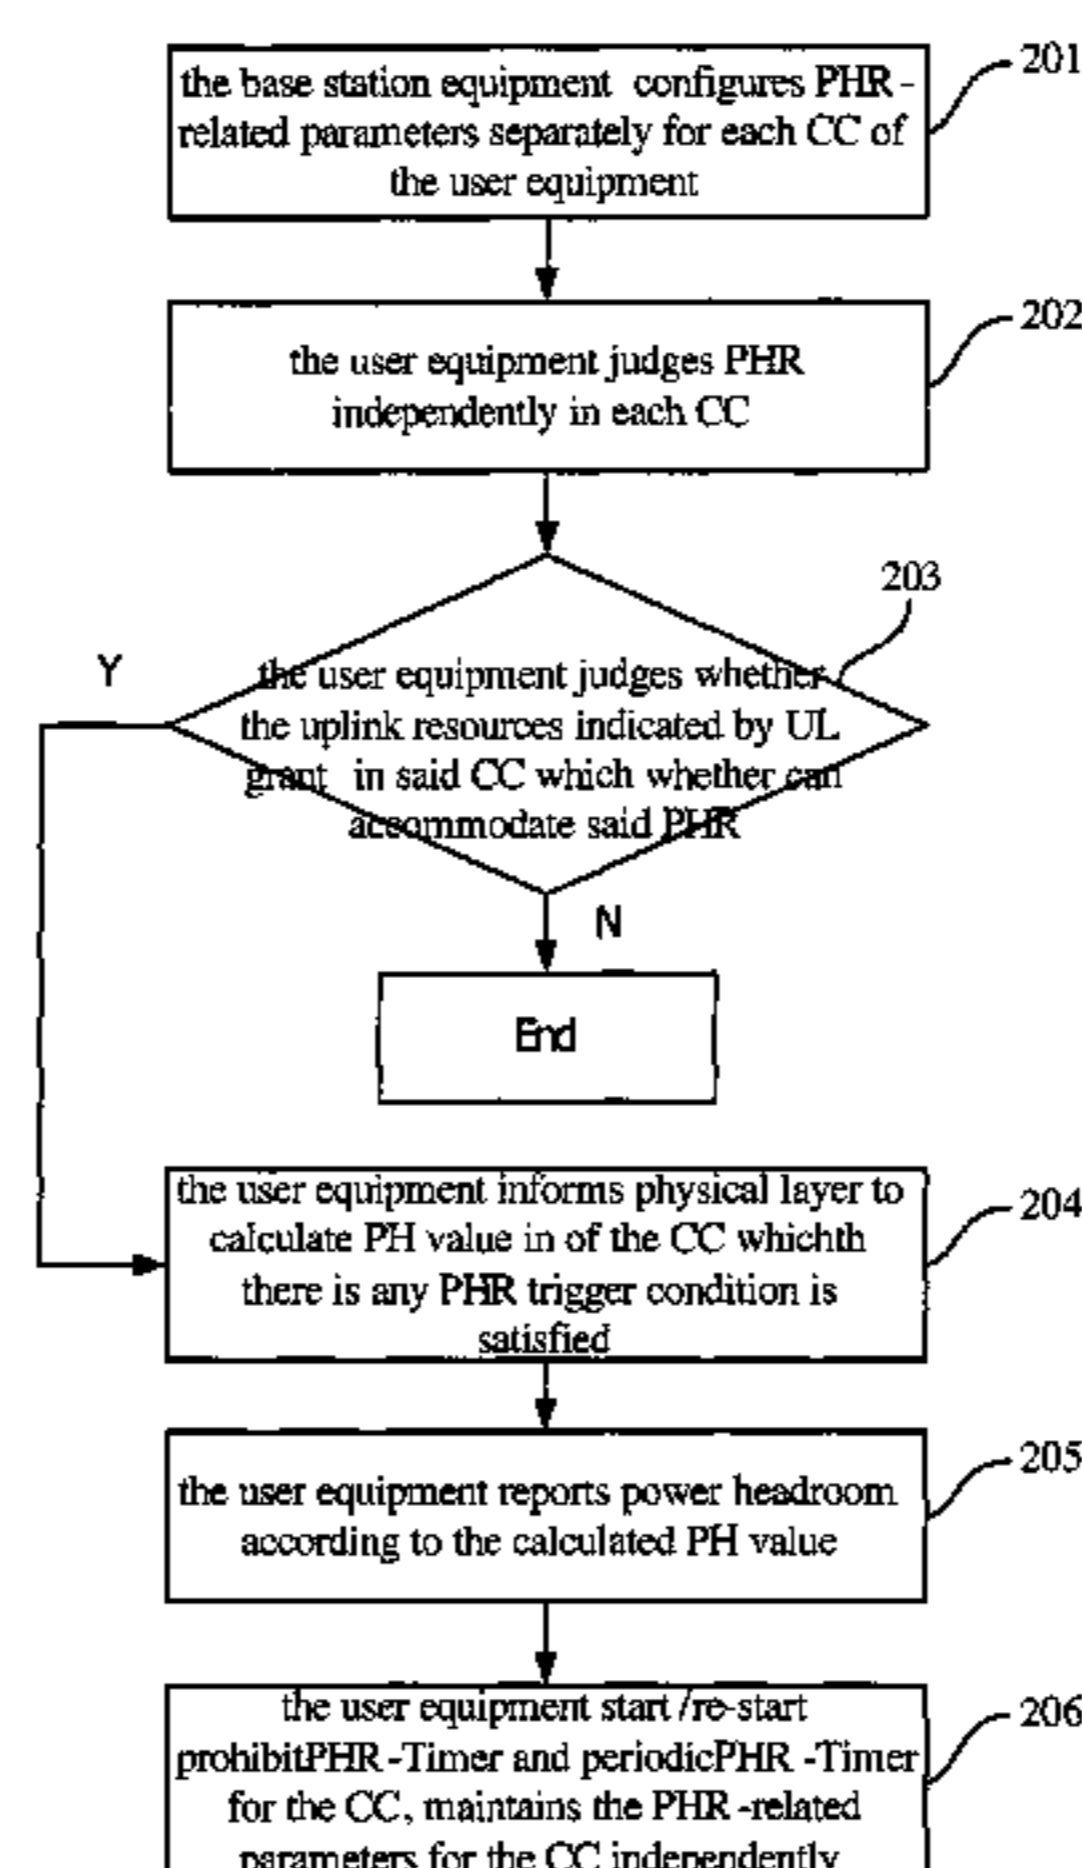 the base station equipment configures PHR-
201
related parameters separately for each CC of
the user equipment
202
the user equipment judges PHR
independently in each CC
203
Y
the user equipment judges whether
the uplink resources indicated by UL
grant in said CC which whether can
accommodate said PHR
N
End
the user equipment informs physical layer to
204
calculate PH value in of the CC whichth
there is any PHR trigger condition is
satisfied
205
the user equipment reports power headroom
according to the calculated PH value
the user equipment start/re-start
206
prohibitPHR-Timer and periodicPHR-Timer
for the CC, maintains the PHR-related
parameters for the CC independently